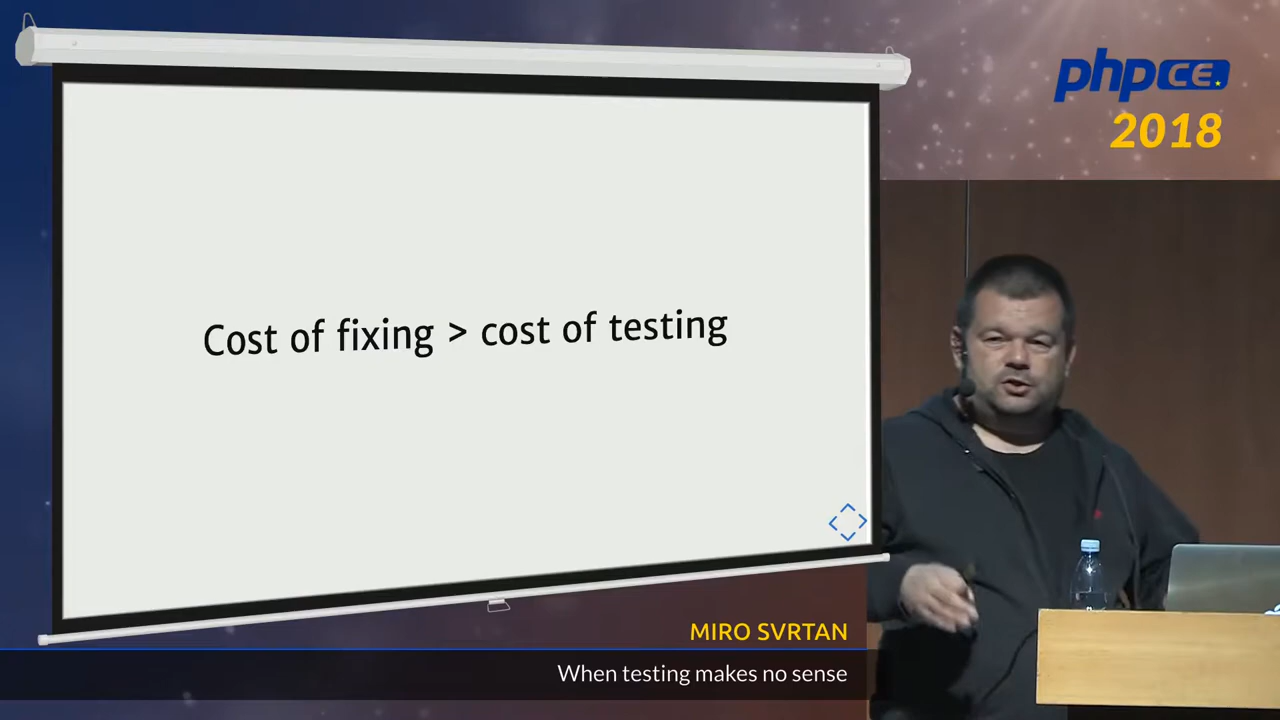 phpCE
2018
Cost of fixing > cost of testing
MIRO SVRTAN
When testing makes no sense